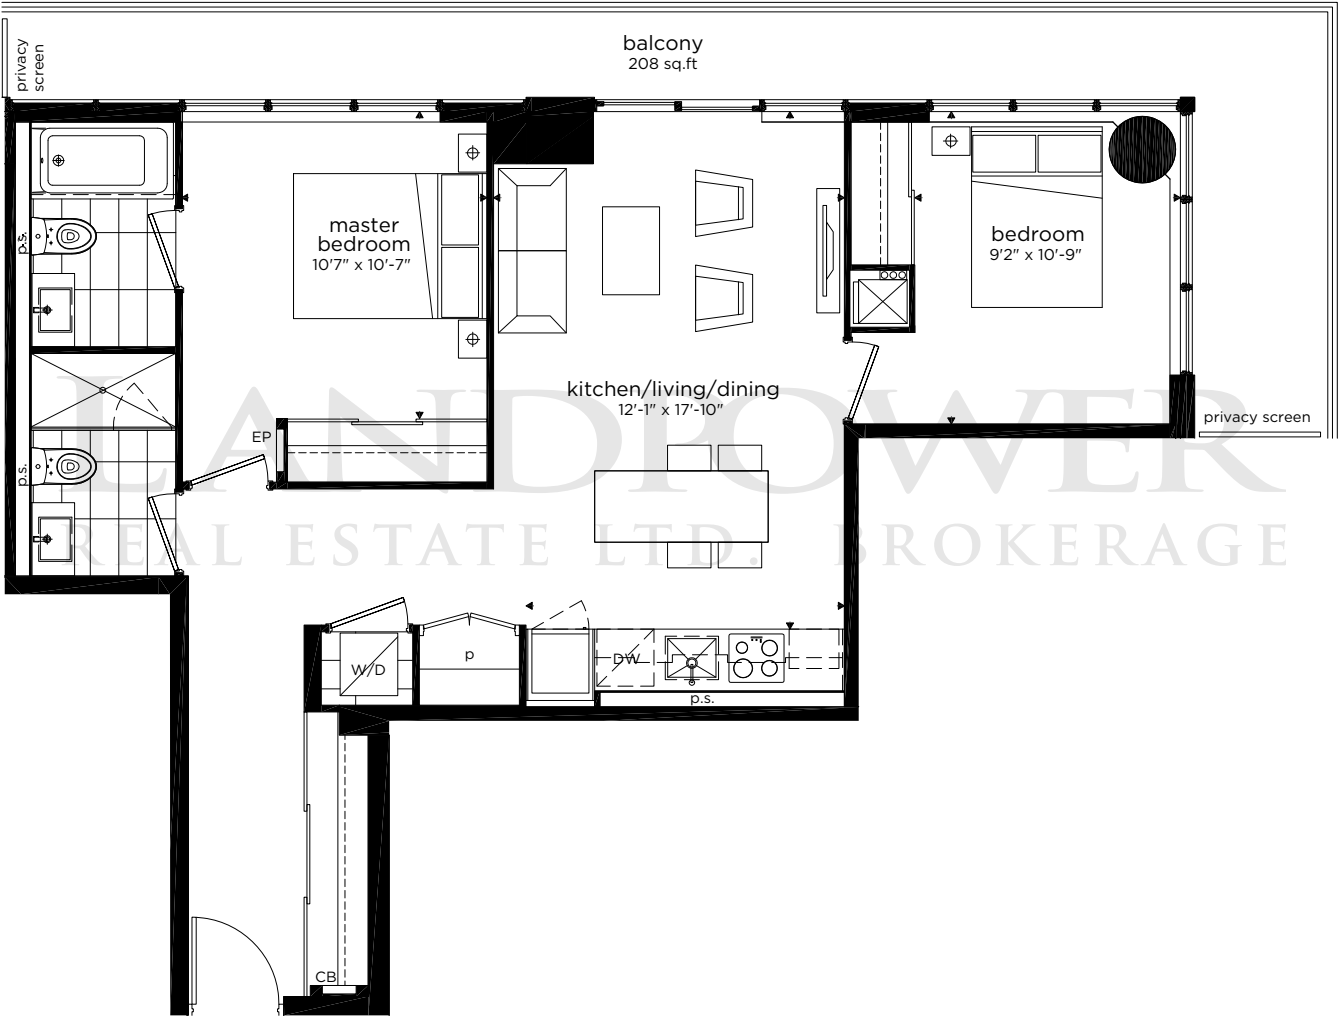 balcony
208 sq.ft
privacy
screen
master
bedroom
10'7" x 10'-7"
bedroom
9'2" x 10'-9"
p.s.
kitchen/living/dining
12'-1" x 17'-10"
privacy screen
EP
p.s.
LANDPOWER
REAL ESTATE LTD. BROKERAGE
W/D
p
DW
p.s.
CB